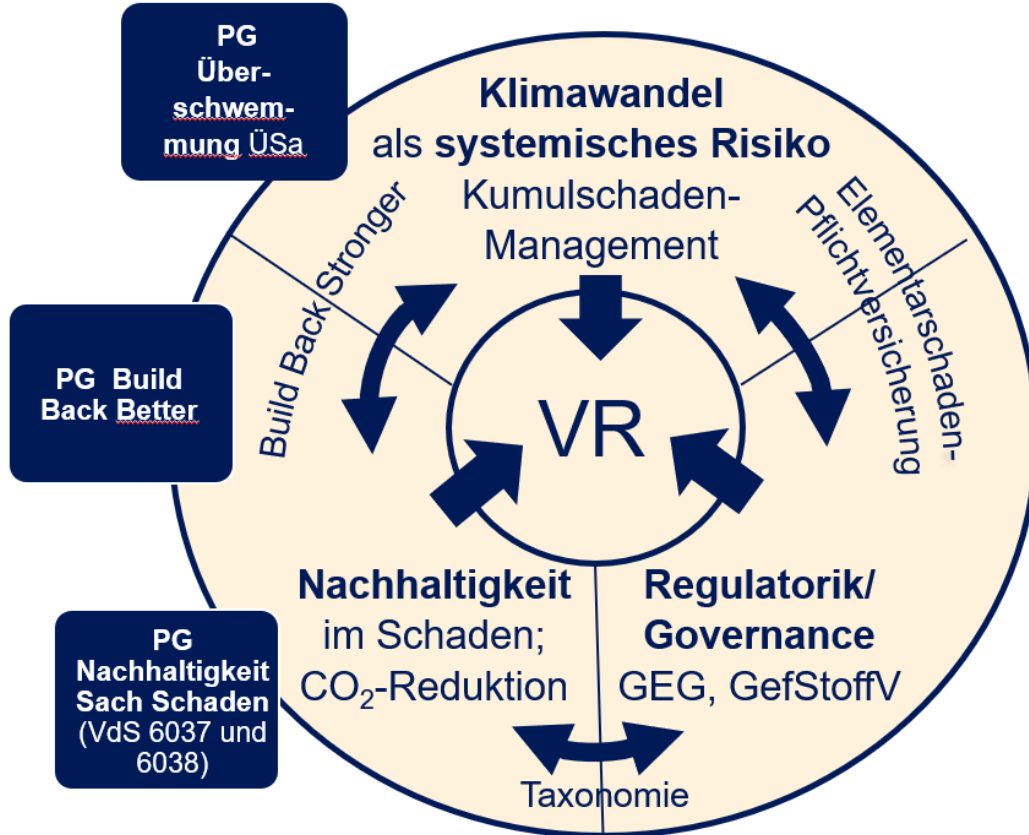 PG
Über-
schwem-
mung ÜSa
Klimawandel
als systemisches Risiko
Kumulschaden-
Management
Build Back Stronger
Elementarschaden-
Pflichtversicherung
PG Build
Back Better
VR
Nachhaltigkeit
im Schaden;
CO₂-Reduktion
Regulatorik/
Governance
GEG, GefStoffV
PG
Nachhaltigkeit
Sach Schaden
(VdS 6037 und
6038)
Taxonomie